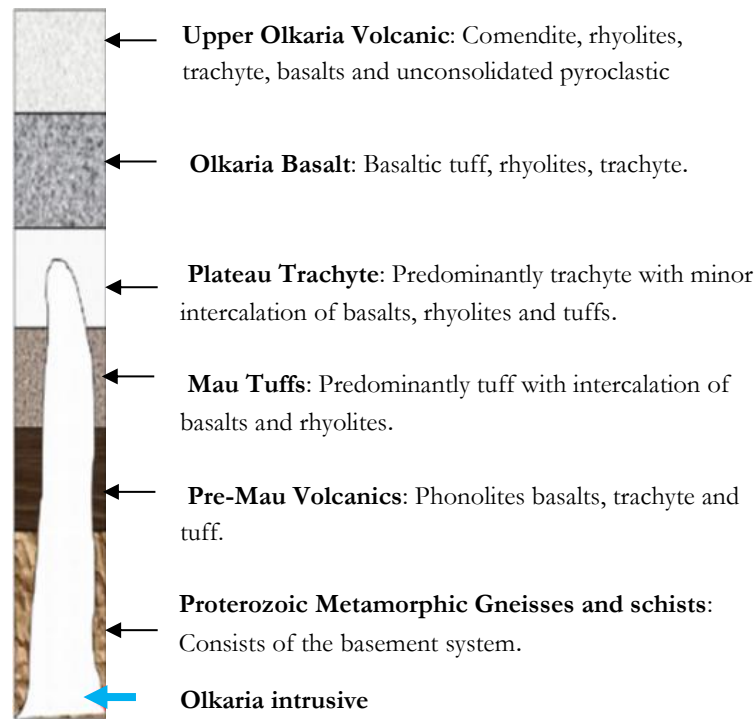 Upper Olkaria Volcanic: Comendite, rhyolites,
trachyte, basalts and unconsolidated pyroclastic
Olkaria Basalt: Basaltic tuff, rhyolites, trachyte.
Plateau Trachyte: Predominantly trachyte with minor
intercalation of basalts, rhyolites and tuffs.
Mau Tuffs: Predominantly tuff with intercalation of
basalts and rhyolites.
Pre-Mau Volcanics: Phonolites basalts, trachyte and
tuff.
Proterozoic Metamorphic Gneisses and schists:
Consists of the basement system.
Olkaria intrusive